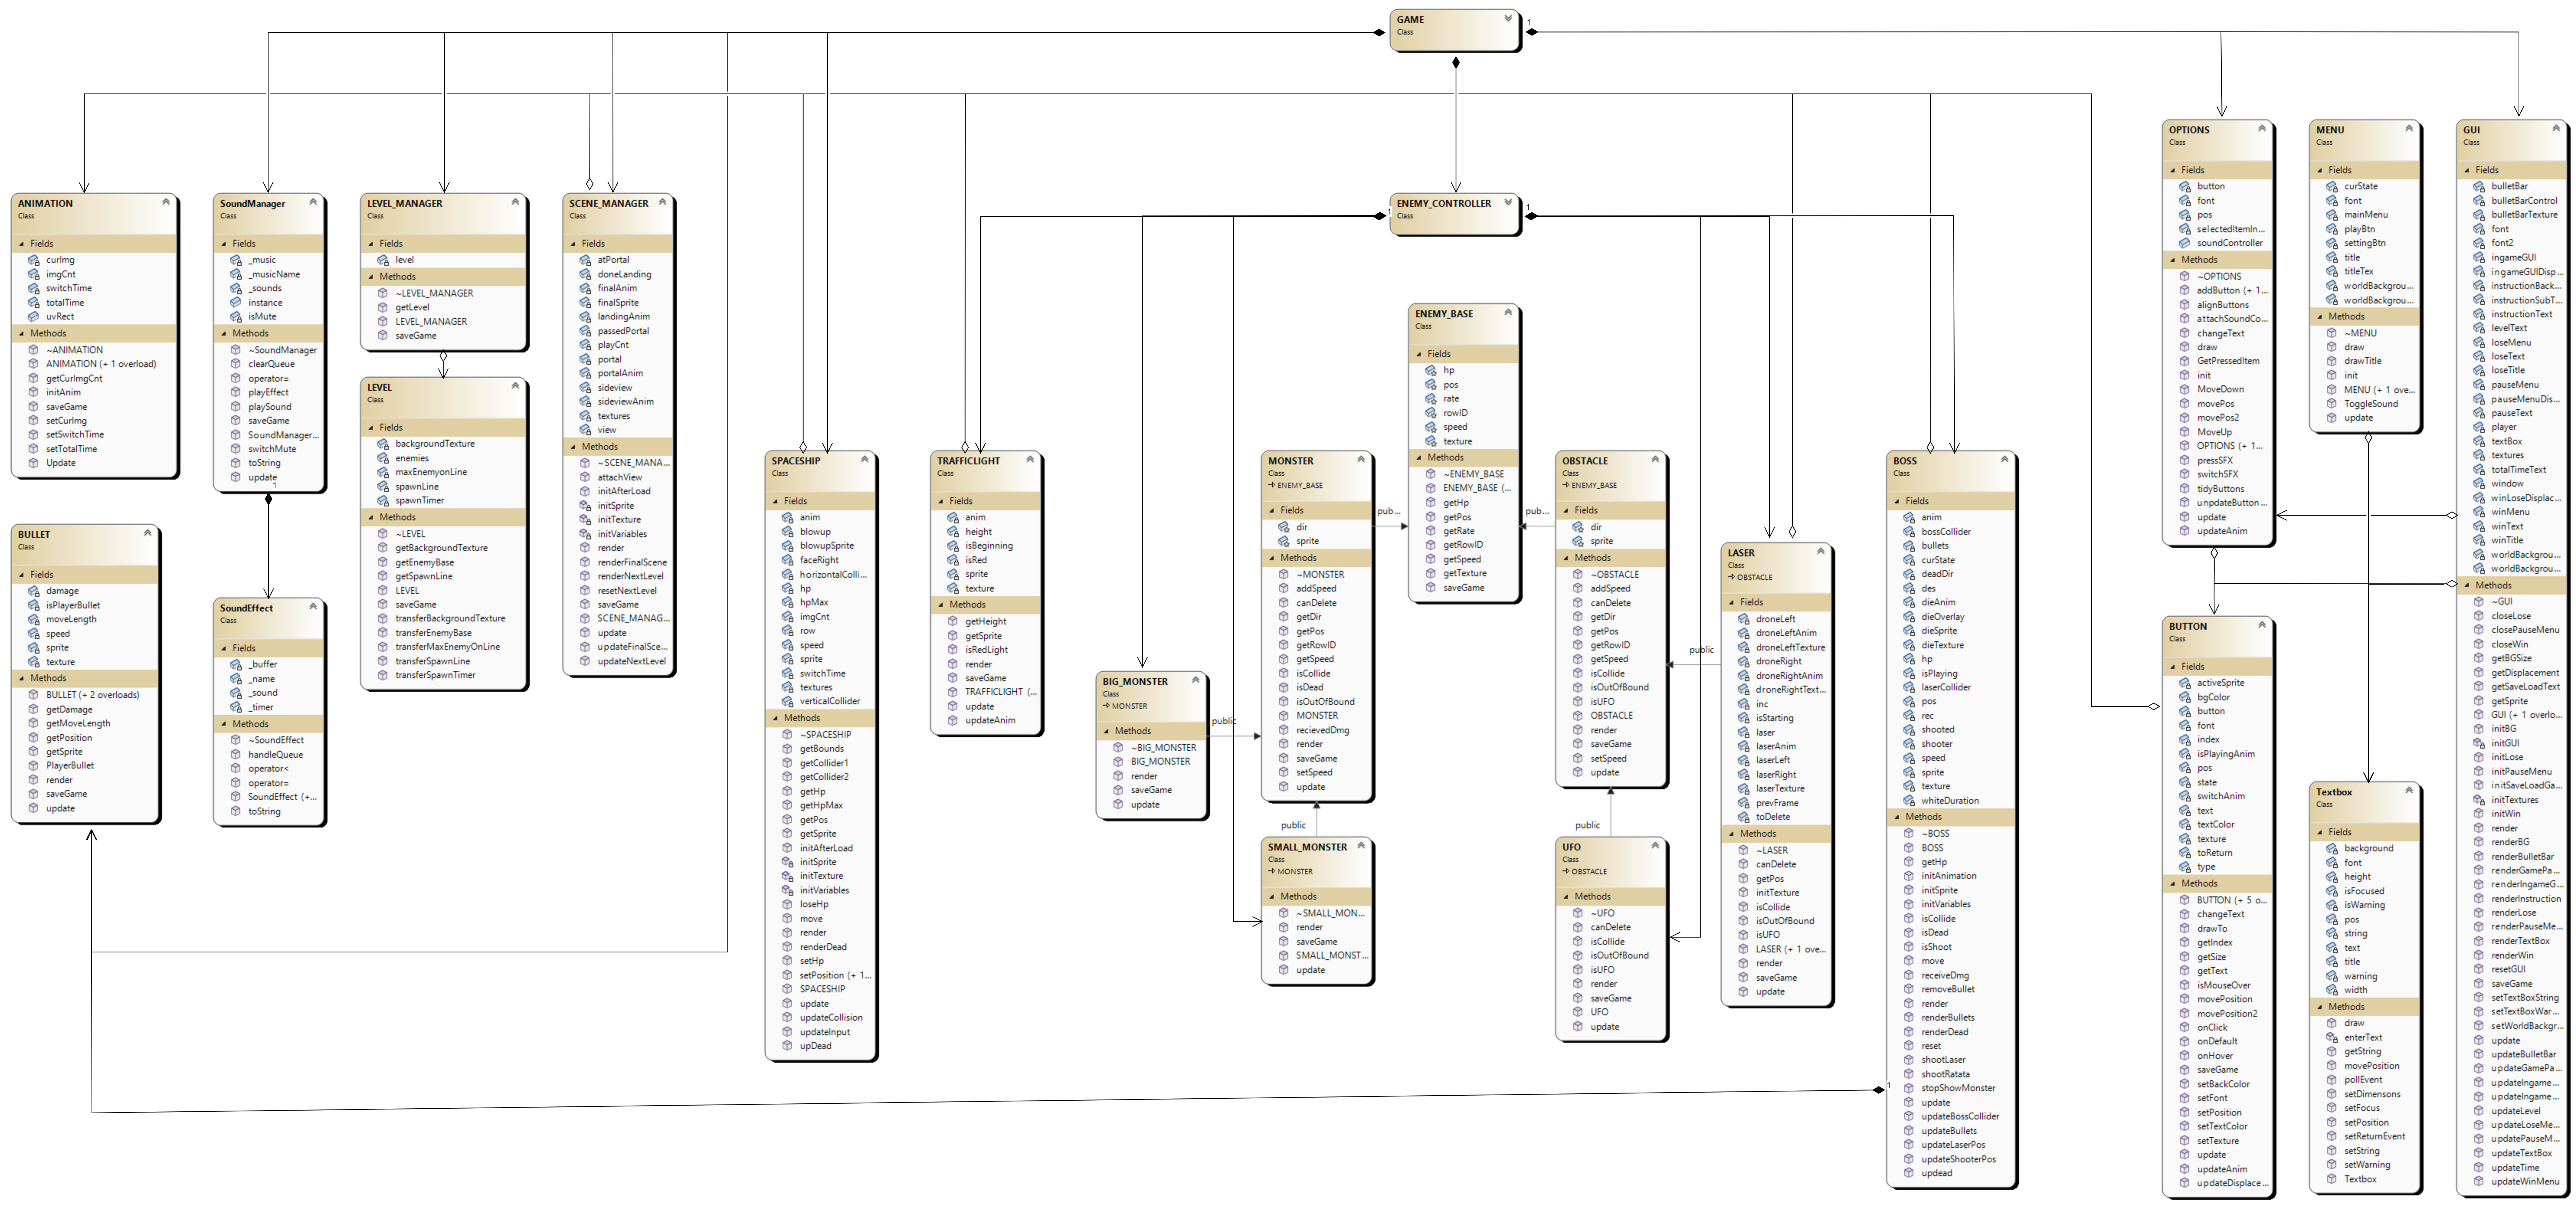 GAME
Class
1
ANIMATION
Class
Fields
curImg
imgCnt
switchTime
totalTime
uvRect
Methods
~ANIMATION
ANIMATION (+ 1 overload)
getCurImgCnt
initAnim
saveGame
setCurImg
setSwitchTime
setTotalTime
Update
BULLET
Class
Fields
damage
isPlayerBullet
moveLength
speed
sprite
texture
Methods
BULLET (+ 2 overloads)
getDamage
getMoveLength
getPosition
getSprite
PlayerBullet
render
saveGame
update
SoundManager
Class
Fields
_music
_musicName
_sounds
instance
isMute
Methods
~SoundManager
clearQueue
operator=
playEffect
playSound
saveGame
SoundManager...
switchMute
toString
update
1
SoundEffect
Class
Fields
_buffer
_name
_sound
_timer
Methods
~SoundEffect
handleQueue
operator<
operator=
SoundEffect (+...
toString
LEVEL_MANAGER
Class
Fields
level
Methods
~LEVEL_MANAGER
getLevel
LEVEL_MANAGER
saveGame
LEVEL
Class
Fields
backgroundTexture
enemies
maxEnemyonLine
spawnLine
spawnTimer
Methods
~LEVEL
getBackgroundTexture
getEnemyBase
getSpawnLine
LEVEL
saveGame
transferBackgroundTexture
transferEnemyBase
transferMaxEnemyOnLine
transferSpawnLine
transferSpawnTimer
SCENE_MANAGER
Class
Fields
atPortal
doneLanding
finalAnim
finalSprite
landingAnim
passedPortal
playCnt
portal
portalAnim
sideview
sideviewAnim
textures
view
Methods
~SCENE_MANA...
attachView
initAfterLoad
initSprite
initTexture
initVariables
render
renderFinalScene
renderNextLevel
resetNextLevel
saveGame
SCENE_MANAG...
update
updateFinalSce...
updateNextLevel
SPACESHIP
Class
Fields
anim
blowup
blowupSprite
faceRight
horizontalColli...
hp
hpMax
imgCnt
row
speed
sprite
switchTime
textures
verticalCollider
Methods
~SPACESHIP
getBounds
getCollider1
getCollider2
getHp
getHpMax
getPos
getSprite
initAfterLoad
initSprite
initTexture
initVariables
loseHp
move
render
renderDead
setHp
setPosition (+ 1...
SPACESHIP
update
updateCollision
updateInput
upDead
TRAFFICLIGHT
Class
Fields
anim
height
isBeginning
isRed
sprite
texture
Methods
getHeight
getSprite
isRedLight
render
saveGame
TRAFFICLIGHT (...
update
updateAnim
ENEMY_CONTROLLER
Class
1
1
BIG_MONSTER
Class
MONSTER
Methods
~BIG_MONSTER
BIG_MONSTER
render
saveGame
update
public
MONSTER
Class
ENEMY_BASE
Fields
dir
sprite
Methods
~MONSTER
addSpeed
canDelete
getDir
getPos
getRowID
getSpeed
isCollide
isDead
isOutOfBound
MONSTER
recievedDmg
render
saveGame
setSpeed
update
pub...
public
SMALL_MONSTER
Class
MONSTER
Methods
~SMALL_MON...
render
saveGame
SMALL_MONST...
update
ENEMY_BASE
Class
Fields
hp
pos
rate
rowID
speed
texture
Methods
~ENEMY_BASE
ENEMY_BASE (...
getHp
getPos
getRate
getRowID
getSpeed
getTexture
saveGame
pub...
OBSTACLE
Class
ENEMY_BASE
Fields
dir
sprite
Methods
~OBSTACLE
addSpeed
canDelete
getDir
getPos
getRowID
getSpeed
isCollide
isOutOfBound
isUFO
OBSTACLE
render
saveGame
setSpeed
update
public
UFO
Class
OBSTACLE
Methods
~UFO
canDelete
isCollide
isOutOfBound
isUFO
render
saveGame
UFO
update
public
LASER
Class
OBSTACLE
Fields
droneLeft
droneLeftAnim
droneLeftTexture
droneRight
droneRightAnim
droneRightText...
inc
isStarting
laser
laserAnim
laserLeft
laserRight
laserTexture
prevFrame
toDelete
Methods
~LASER
canDelete
getPos
initTexture
isCollide
isOutOfBound
isUFO
LASER (+ 1 ove...
render
saveGame
update
BOSS
Class
Fields
anim
bossCollider
bullets
curState
deadDir
des
dieAnim
dieOverlay
dieSprite
dieTexture
hp
isPlaying
laserCollider
pos
rec
shooted
shooter
speed
sprite
texture
whiteDuration
Methods
~BOSS
BOSS
getHp
initAnimation
initSprite
initVariables
isCollide
isDead
isShoot
move
receiveDmg
removeBullet
render
renderBullets
renderDead
reset
shootLaser
shootRatata
stopShowMonster
update
updateBossCollider
updateBullets
updateLaserPos
updateShooterPos
updead
1
OPTIONS
Class
Fields
button
font
pos
selectedItemIn...
soundController
Methods
~OPTIONS
addButton (+ 1...
alignButtons
attachSoundCo...
changeText
draw
GetPressedItem
init
MoveDown
movePos
movePos2
MoveUp
OPTIONS (+ 1...
pressSFX
switchSFX
tidyButtons
unpdateButton...
update
updateAnim
BUTTON
Class
Fields
activeSprite
bgColor
button
font
index
isPlayingAnim
pos
state
switchAnim
text
textColor
texture
toReturn
type
Methods
BUTTON (+ 5 o...
changeText
drawTo
getIndex
getSize
getText
isMouseOver
movePosition
movePosition2
onClick
onDefault
onHover
saveGame
setBackColor
setFont
setPosition
setTextColor
setTexture
update
updateAnim
updateDisplace...
MENU
Class
Fields
curState
font
mainMenu
playBtn
settingBtn
title
titleTex
worldBackgrou...
worldBackgrou...
Methods
~MENU
draw
drawTitle
init
MENU (+ 1 ove...
ToggleSound
update
Textbox
Class
Fields
background
font
height
isFocused
isWarning
pos
string
text
title
warning
width
Methods
draw
enterText
getString
movePosition
pollEvent
setDimensons
setFocus
setPosition
setReturnEvent
setString
setWarning
Textbox
GUI
Class
Fields
bulletBar
bulletBarControl
bulletBarTexture
font
font2
ingameGUI
ingameGUIDisp...
instructionBack...
instructionSubT...
instructionText
levelText
loseMenu
loseText
loseTitle
pauseMenu
pauseMenuDis...
pauseText
player
textBox
textures
totalTimeText
window
winLoseDisplac...
winMenu
winText
winTitle
worldBackgrou...
worldBackgrou...
Methods
~GUI
closeLose
closePauseMenu
closeWin
getBGSize
getDisplacement
getSaveLoadText
getSprite
GUI (+ 1 overlo...
initBG
initGUI
initLose
initPauseMenu
initSaveLoadGa...
initTextures
initWin
render
renderBG
renderBulletBar
renderGamePa...
renderIngameG...
renderInstruction
renderLose
renderPauseMe...
renderTextBox
renderWin
resetGUI
saveGame
setTextBoxString
setTextBoxWar...
setWorldBackgr...
update
updateBulletBar
updateGamePa...
updateIngame...
updateIngame...
updateLevel
updateLoseMe...
updatePauseM...
updateTextBox
updateTime
updateWinMenu